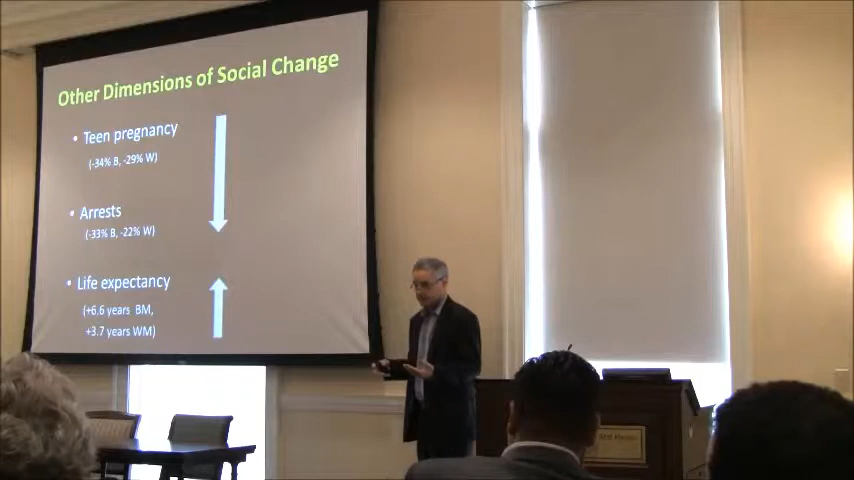 Other Dimensions of Social Change
• Teen pregnancy
(-34% B, -29% W)
• Arrests
(-33% B, -22% W)
• Life expectancy
(+6.6 years BM,
+3.7 years WM)